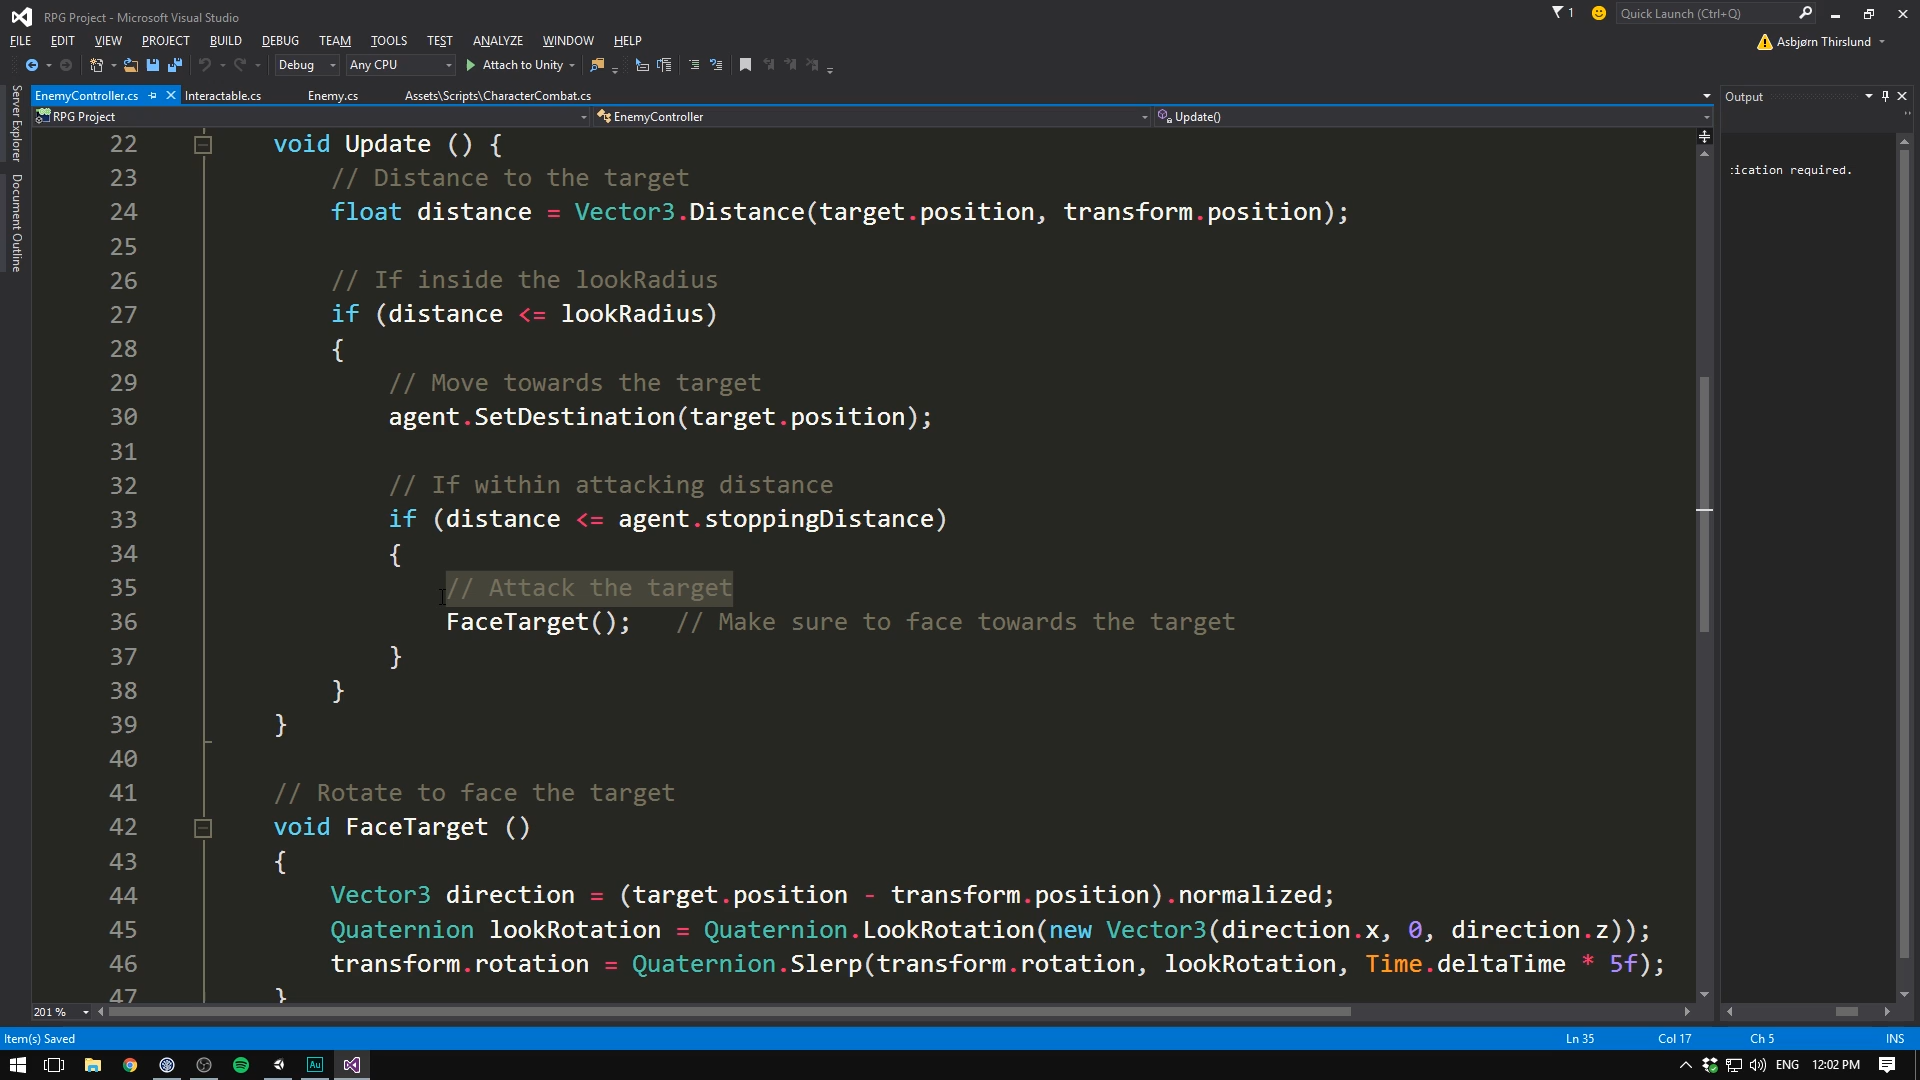 RPG Project - Microsoft Visual Studio
1
Quick Launch (Ctrl+Q)
FILE EDIT VIEW PROJECT BUILD DEBUG TEAM TOOLS TEST ANALYZE WINDOW HELP
Asbjørn Thirslund
Debug
Any CPU
Attach to Unity
EnemyController.cs
Interactable.cs
Enemy.cs
Assets\Scripts\CharacterCombat.cs
Output
RPG Project
EnemyController
Update()
Server Explorer
Document Outline
22 void Update () {
23 // Distance to the target
24 float distance = Vector3.Distance(target.position, transform.position);
25
26 // If inside the lookRadius
27 if (distance <= lookRadius)
28 {
29 // Move towards the target
30 agent.SetDestination(target.position);
31
32 // If within attacking distance
33 if (distance <= agent.stoppingDistance)
34 {
35 // Attack the target
36 FaceTarget(); // Make sure to face towards the target
37 }
38 }
39 }
40
41 // Rotate to face the target
42 void FaceTarget ()
43 {
44 Vector3 direction = (target.position - transform.position).normalized;
45 Quaternion lookRotation = Quaternion.LookRotation(new Vector3(direction.x, 0, direction.z));
46 transform.rotation = Quaternion.Slerp(transform.rotation, lookRotation, Time.deltaTime * 5f);
47 }
:ication required.
201 %
Item(s) Saved
Ln 35
Col 17
Ch 5
INS
Au
ENG
12:02 PM